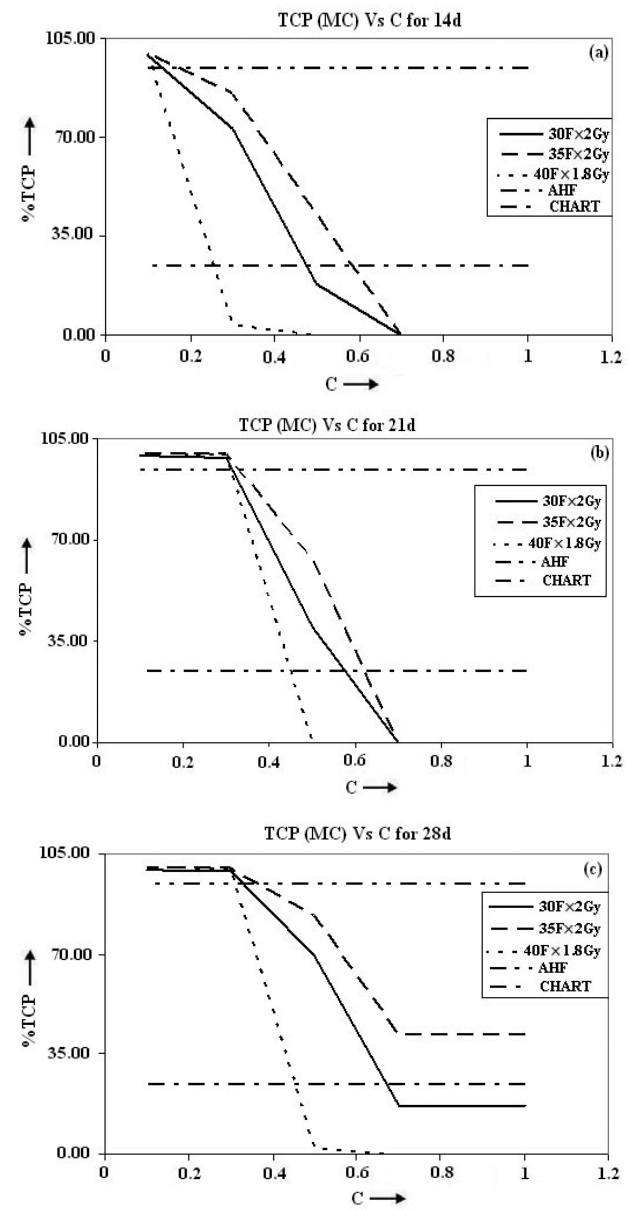 TCP (MC) Vs C for 14d
105.00
(a)
70.00
35.00
0.00
%TCP
30F×2Gy
35F×2Gy
40F×1.8Gy
AHF
CHART
0 0.2 0.4 0.6 0.8 1 1.2
C
TCP (MC) Vs C for 21d
105.00
(b)
70.00
35.00
0.00
%TCP
30F×2Gy
35F×2Gy
40F×1.8Gy
AHF
CHART
0 0.2 0.4 0.6 0.8 1 1.2
C
TCP (MC) Vs C for 28d
105.00
(c)
70.00
35.00
0.00
%TCP
30F×2Gy
35F×2Gy
40F×1.8Gy
AHF
CHART
0 0.2 0.4 0.6 0.8 1 1.2
C